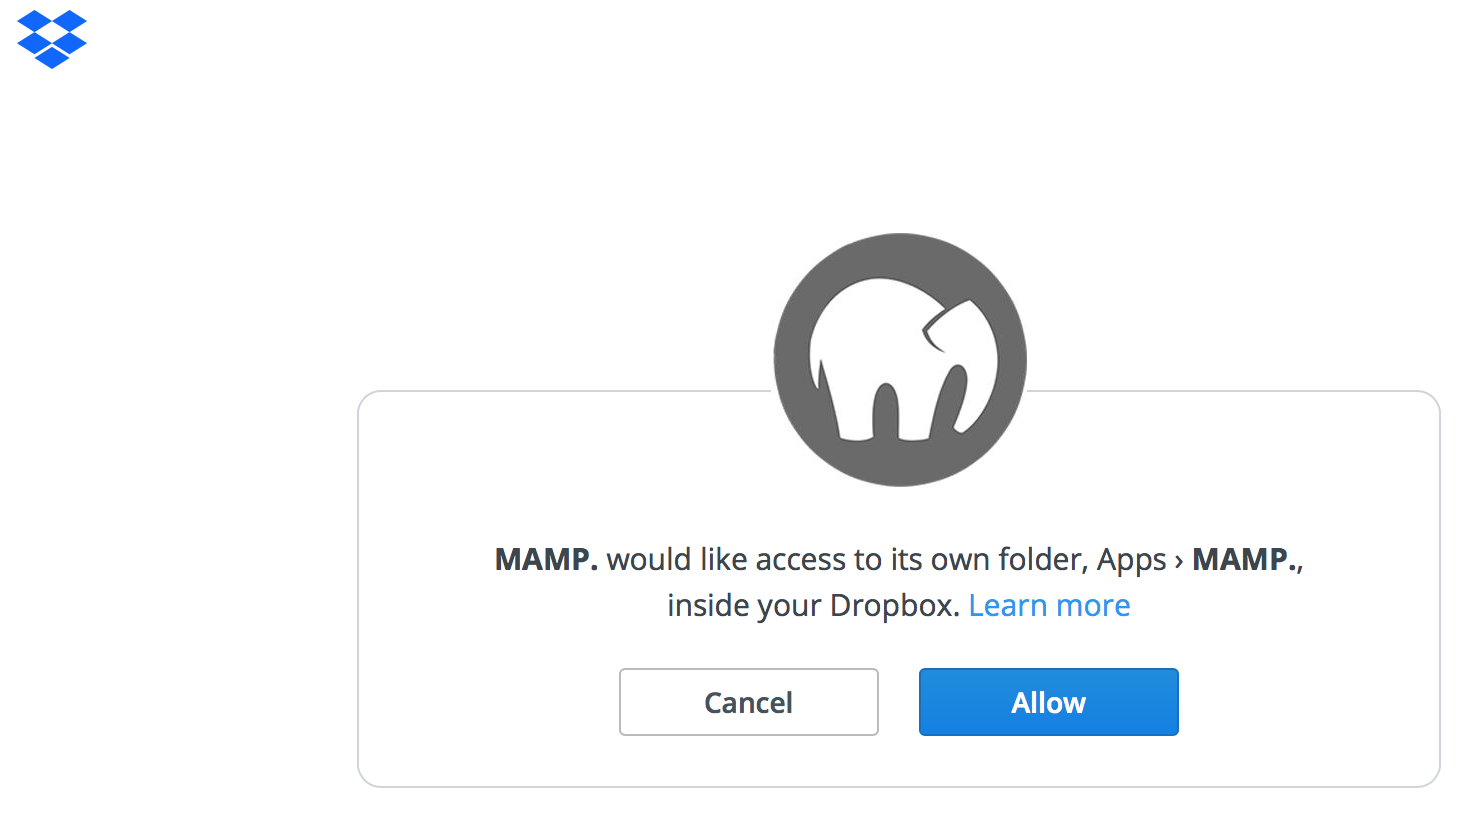 MAMP. would like access to its own folder, Apps › MAMP.,
inside your Dropbox. Learn more
Cancel
Allow